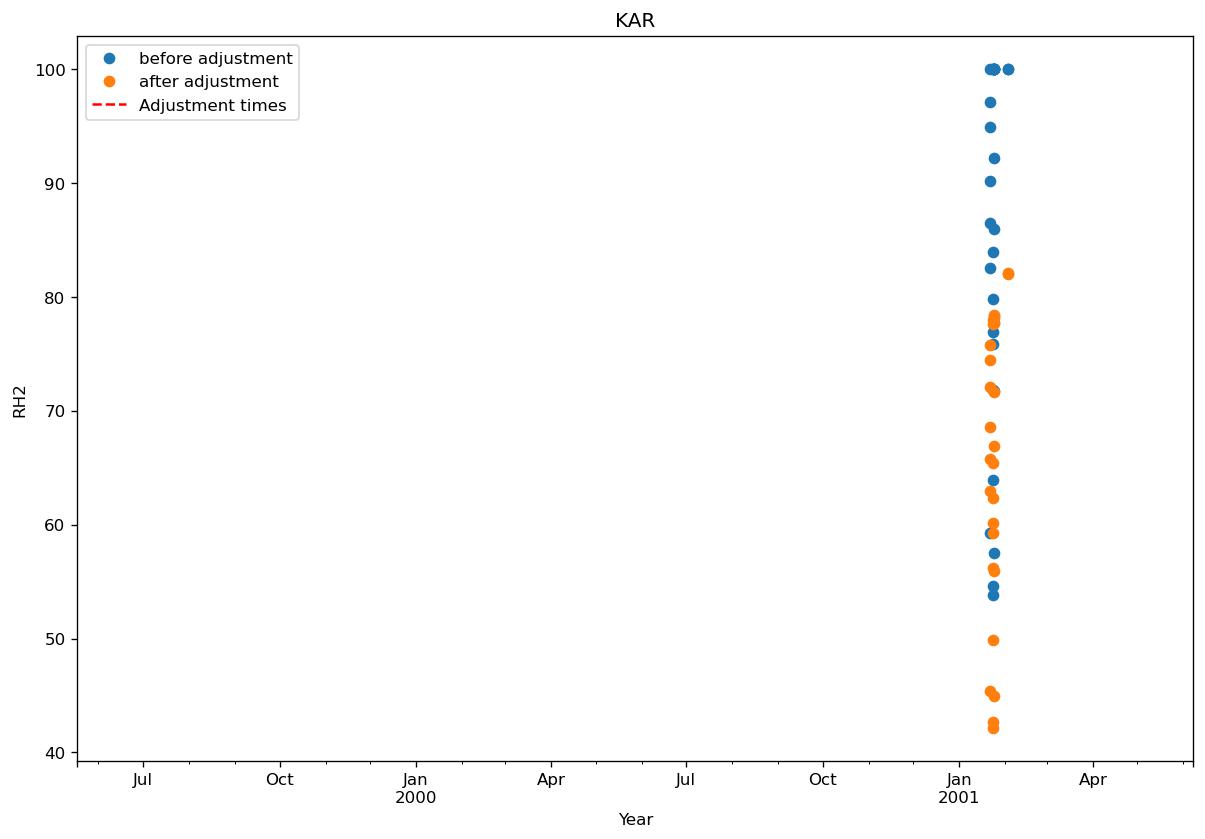 KAR
before adjustment
after adjustment
Adjustment times
RH2
100
90
80
70
60
50
40
Jul Oct Jan Apr Jul Oct Jan Apr
2000 2001
Year